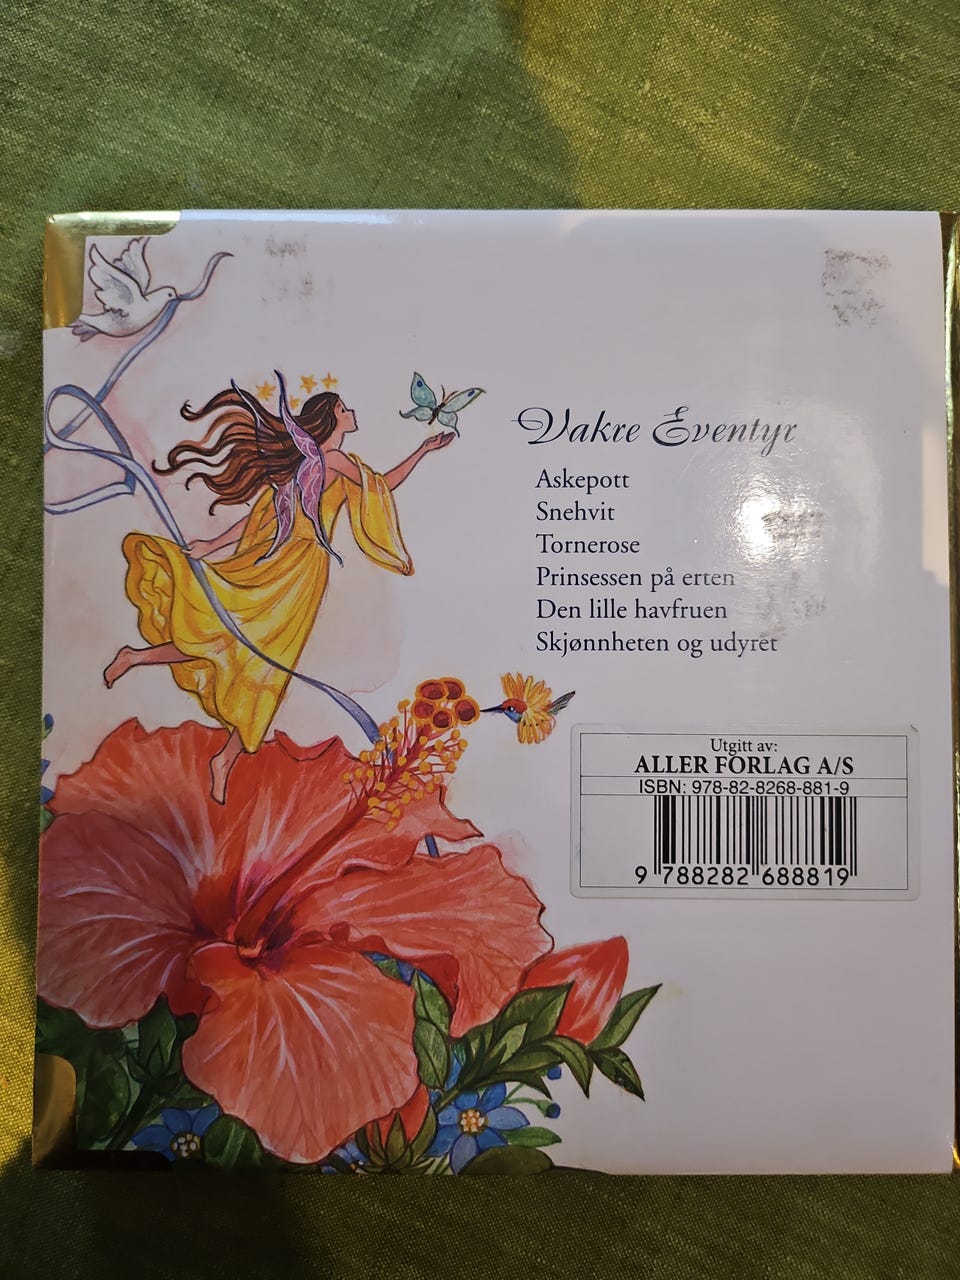 Vakre Eventyr
Askepott
Snehvit
Tornerose
Prinsessen på erten
Den lille havfruen
Skjønnheten og udyret
Utgitt av:
ALLER FORLAG A/S
ISBN: 978-82-8268-881-9
9 788282 688819